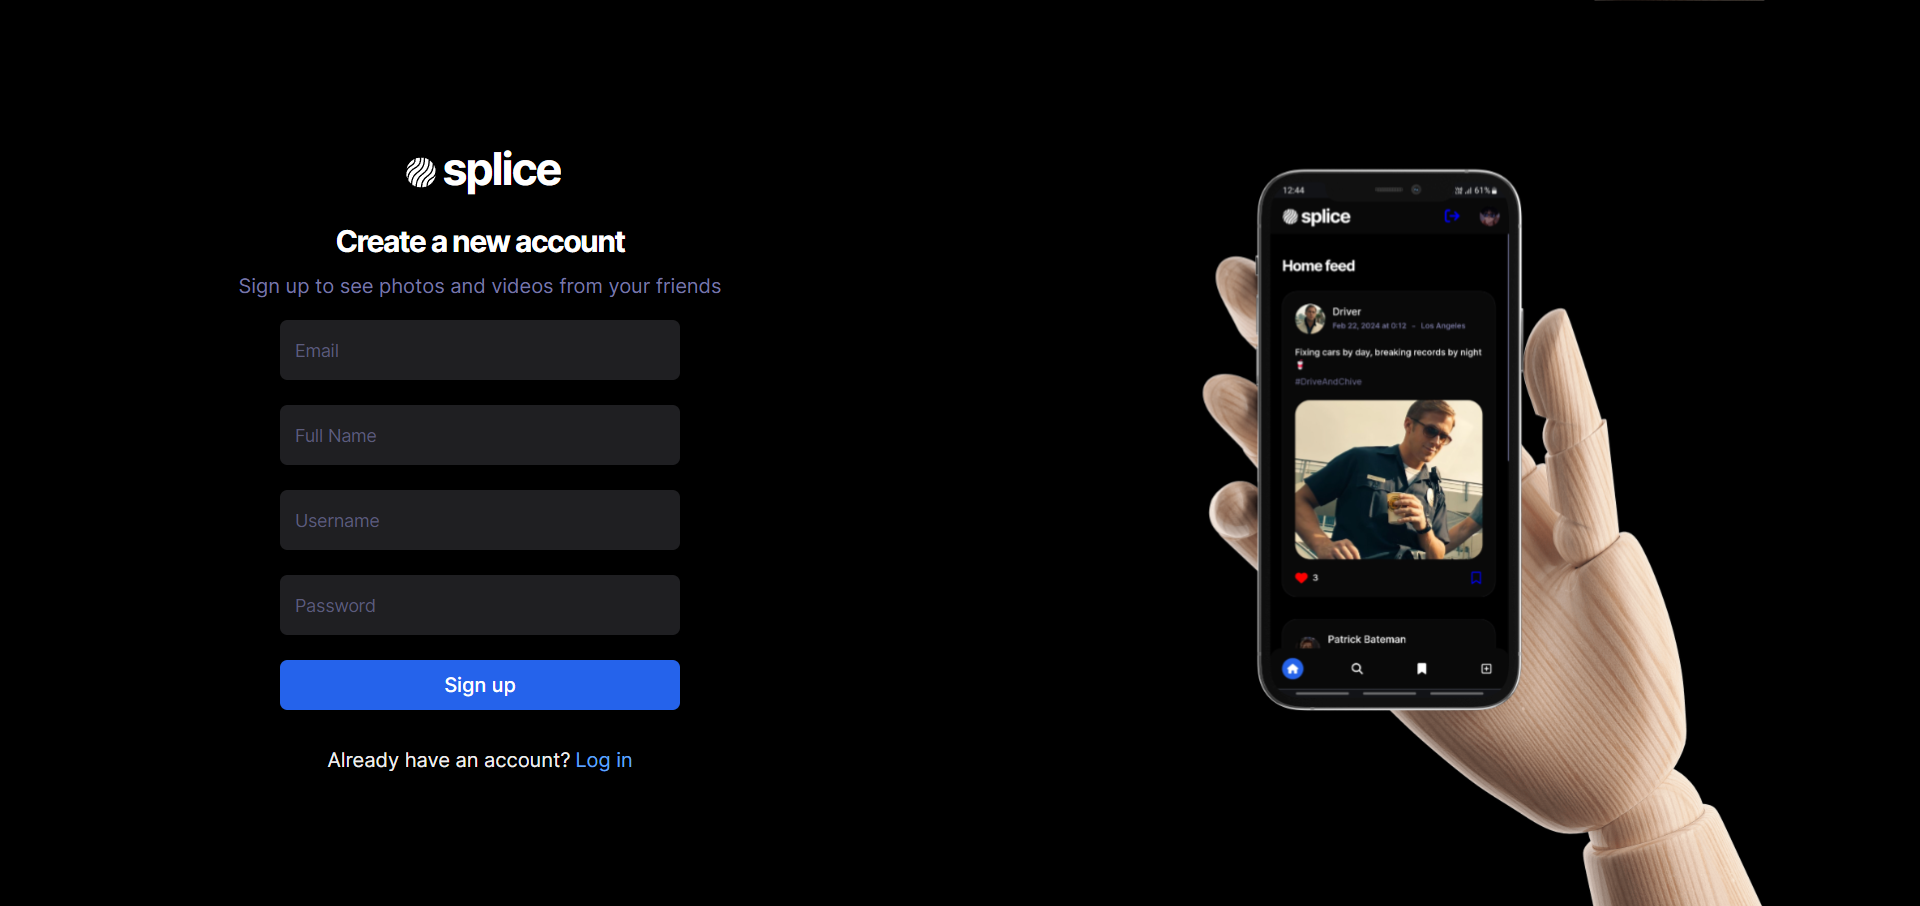 splice
Create a new account
Sign up to see photos and videos from your friends
Email
Full Name
Username
Password
Sign up
Already have an account? Log in
12:44
61%
splice
Home feed
Driver
Feb 22, 2024 at 0:12 - Los Angeles
Fixing cars by day, breaking records by night
#DriveAndChive
3
Patrick Bateman